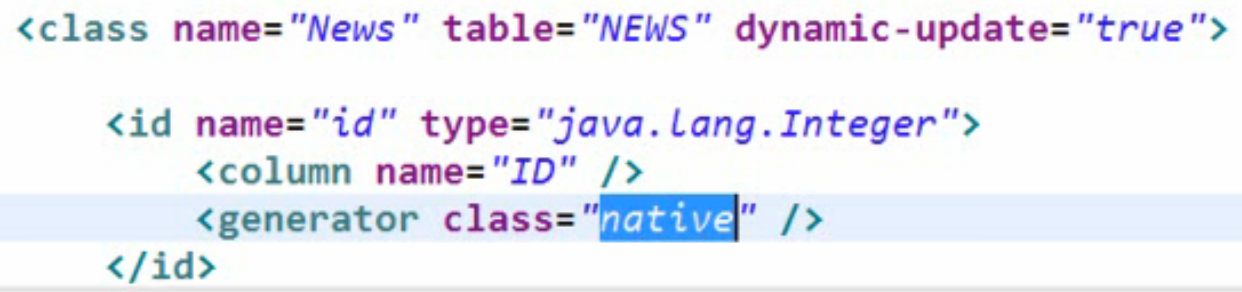 <class name="News" table="NEWS" dynamic-update="true">
<id name="id" type="java.lang.Integer">
<column name="ID" />
<generator class="native" />
</id>